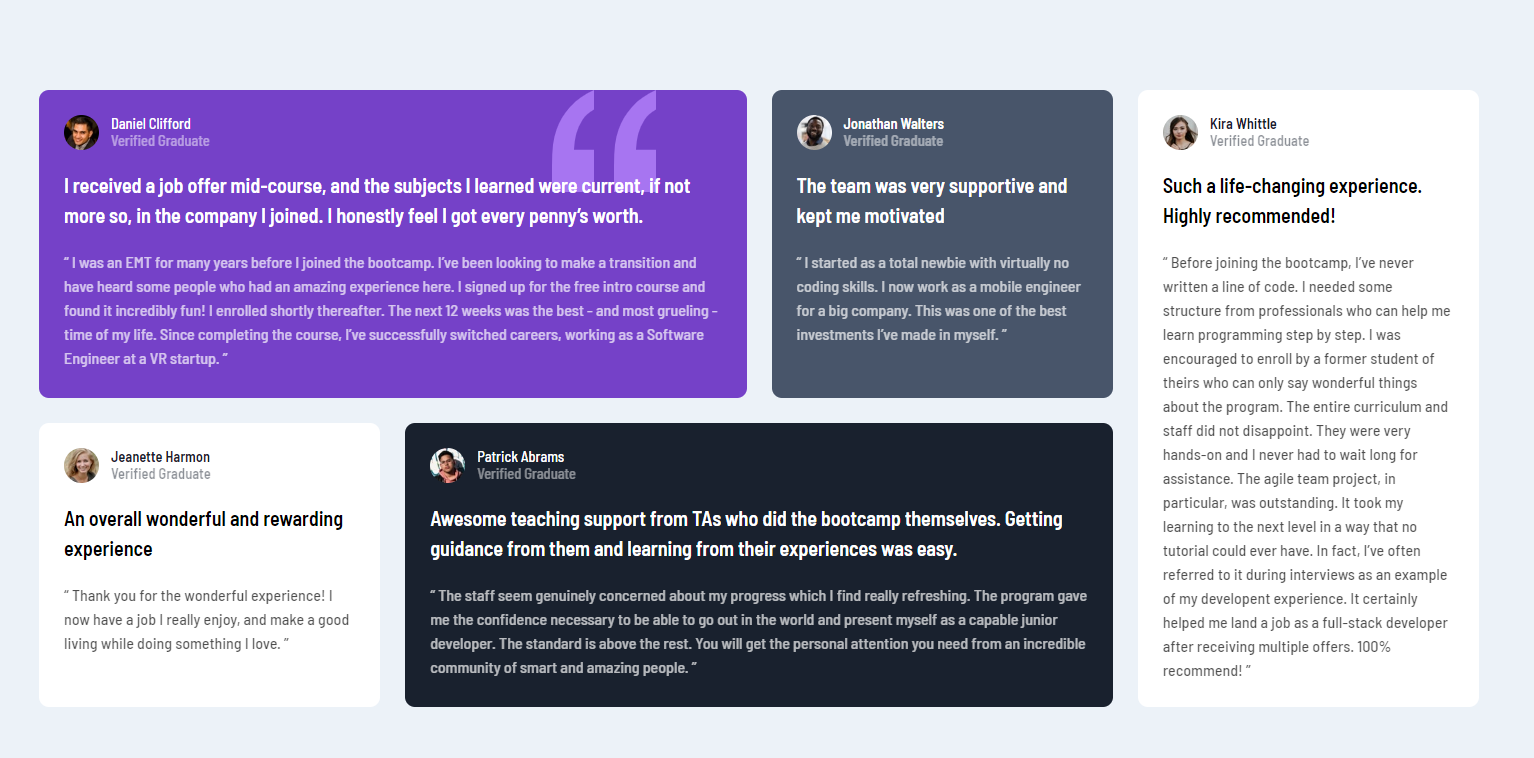 Daniel Clifford
Verified Graduate
I received a job offer mid-course, and the subjects I learned were current, if not
more so, in the company I joined. I honestly feel I got every penny’s worth.
“ I was an EMT for many years before I joined the bootcamp. I’ve been looking to make a transition and
have heard some people who had an amazing experience here. I signed up for the free intro course and
found it incredibly fun! I enrolled shortly thereafter. The next 12 weeks was the best - and most grueling -
time of my life. Since completing the course, I’ve successfully switched careers, working as a Software
Engineer at a VR startup. ”
Jonathan Walters
Verified Graduate
The team was very supportive and
kept me motivated
“ I started as a total newbie with virtually no
coding skills. I now work as a mobile engineer
for a big company. This was one of the best
investments I’ve made in myself. ”
Kira Whittle
Verified Graduate
Such a life-changing experience.
Highly recommended!
“ Before joining the bootcamp, I’ve never
written a line of code. I needed some
structure from professionals who can help me
learn programming step by step. I was
encouraged to enroll by a former student of
theirs who can only say wonderful things
about the program. The entire curriculum and
staff did not disappoint. They were very
hands-on and I never had to wait long for
assistance. The agile team project, in
particular, was outstanding. It took my
learning to the next level in a way that no
tutorial could ever have. In fact, I’ve often
referred to it during interviews as an example
of my developent experience. It certainly
helped me land a job as a full-stack developer
after receiving multiple offers. 100%
recommend! ”
Jeanette Harmon
Verified Graduate
An overall wonderful and rewarding
experience
“ Thank you for the wonderful experience! I
now have a job I really enjoy, and make a good
living while doing something I love. ”
Patrick Abrams
Verified Graduate
Awesome teaching support from TAs who did the bootcamp themselves. Getting
guidance from them and learning from their experiences was easy.
“ The staff seem genuinely concerned about my progress which I find really refreshing. The program gave
me the confidence necessary to be able to go out in the world and present myself as a capable junior
developer. The standard is above the rest. You will get the personal attention you need from an incredible
community of smart and amazing people. ”